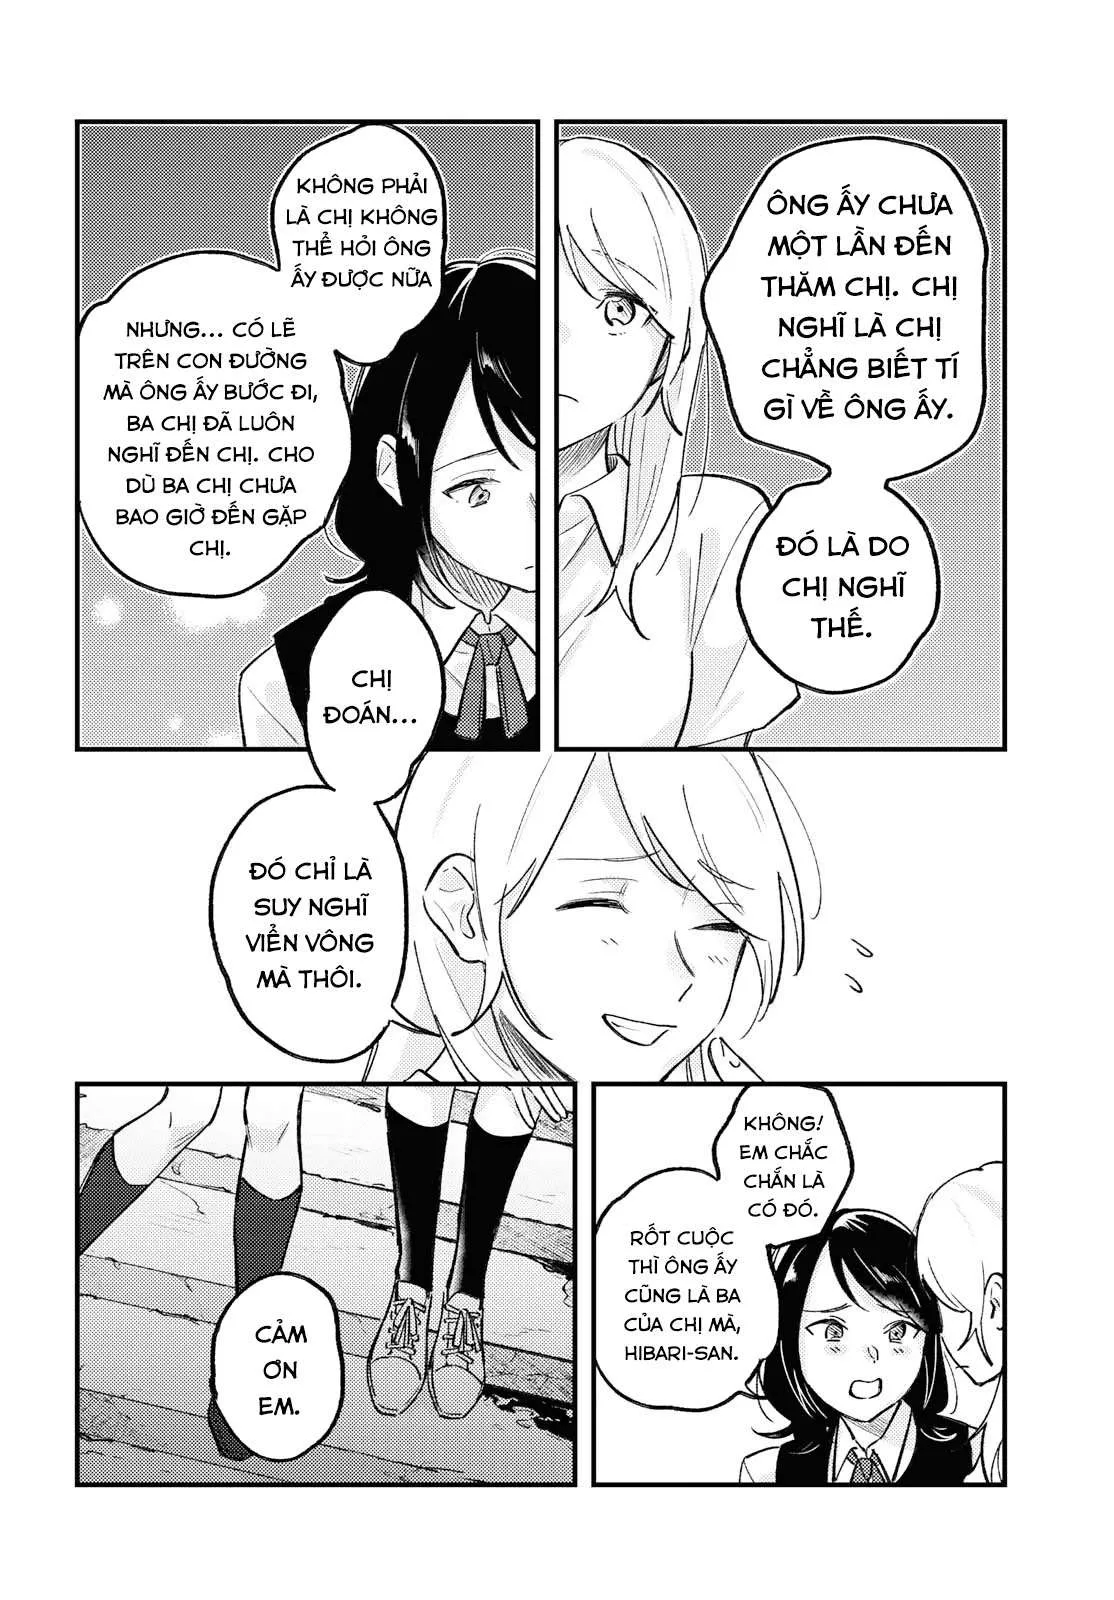 ÔNG ẤY CHƯA
MỘT LẦN ĐẾN
THĂM CHỊ. CHỊ
NGHĨ LÀ CHỊ
CHẲNG BIẾT TÍ
GÌ VỀ ÔNG ẤY.
ĐÓ LÀ DO
CHỊ NGHĨ
THẾ.
KHÔNG PHẢI
LÀ CHỊ KHÔNG
THỂ HỎI ÔNG
ẤY ĐƯỢC NỮA
NHƯNG... CÓ LẼ
TRÊN CON ĐƯỜNG
MÀ ÔNG ẤY BƯỚC ĐI,
BA CHỊ ĐÃ LUÔN
NGHĨ ĐẾN CHỊ. CHO
DÙ BA CHỊ CHƯA
BAO GIỜ ĐẾN GẶP
CHỊ.
CHỊ
ĐOÁN...
ĐÓ CHỈ LÀ
SUY NGHĨ
VIỂN VÔNG
MÀ THÔI.
KHÔNG!
EM CHẮC
CHẮN LÀ
CÓ ĐÓ.
RỐT CUỘC
THÌ ÔNG ẤY
CŨNG LÀ BA
CỦA CHỊ MÀ,
HIBARI-SAN.
CẢM
ƠN
EM.